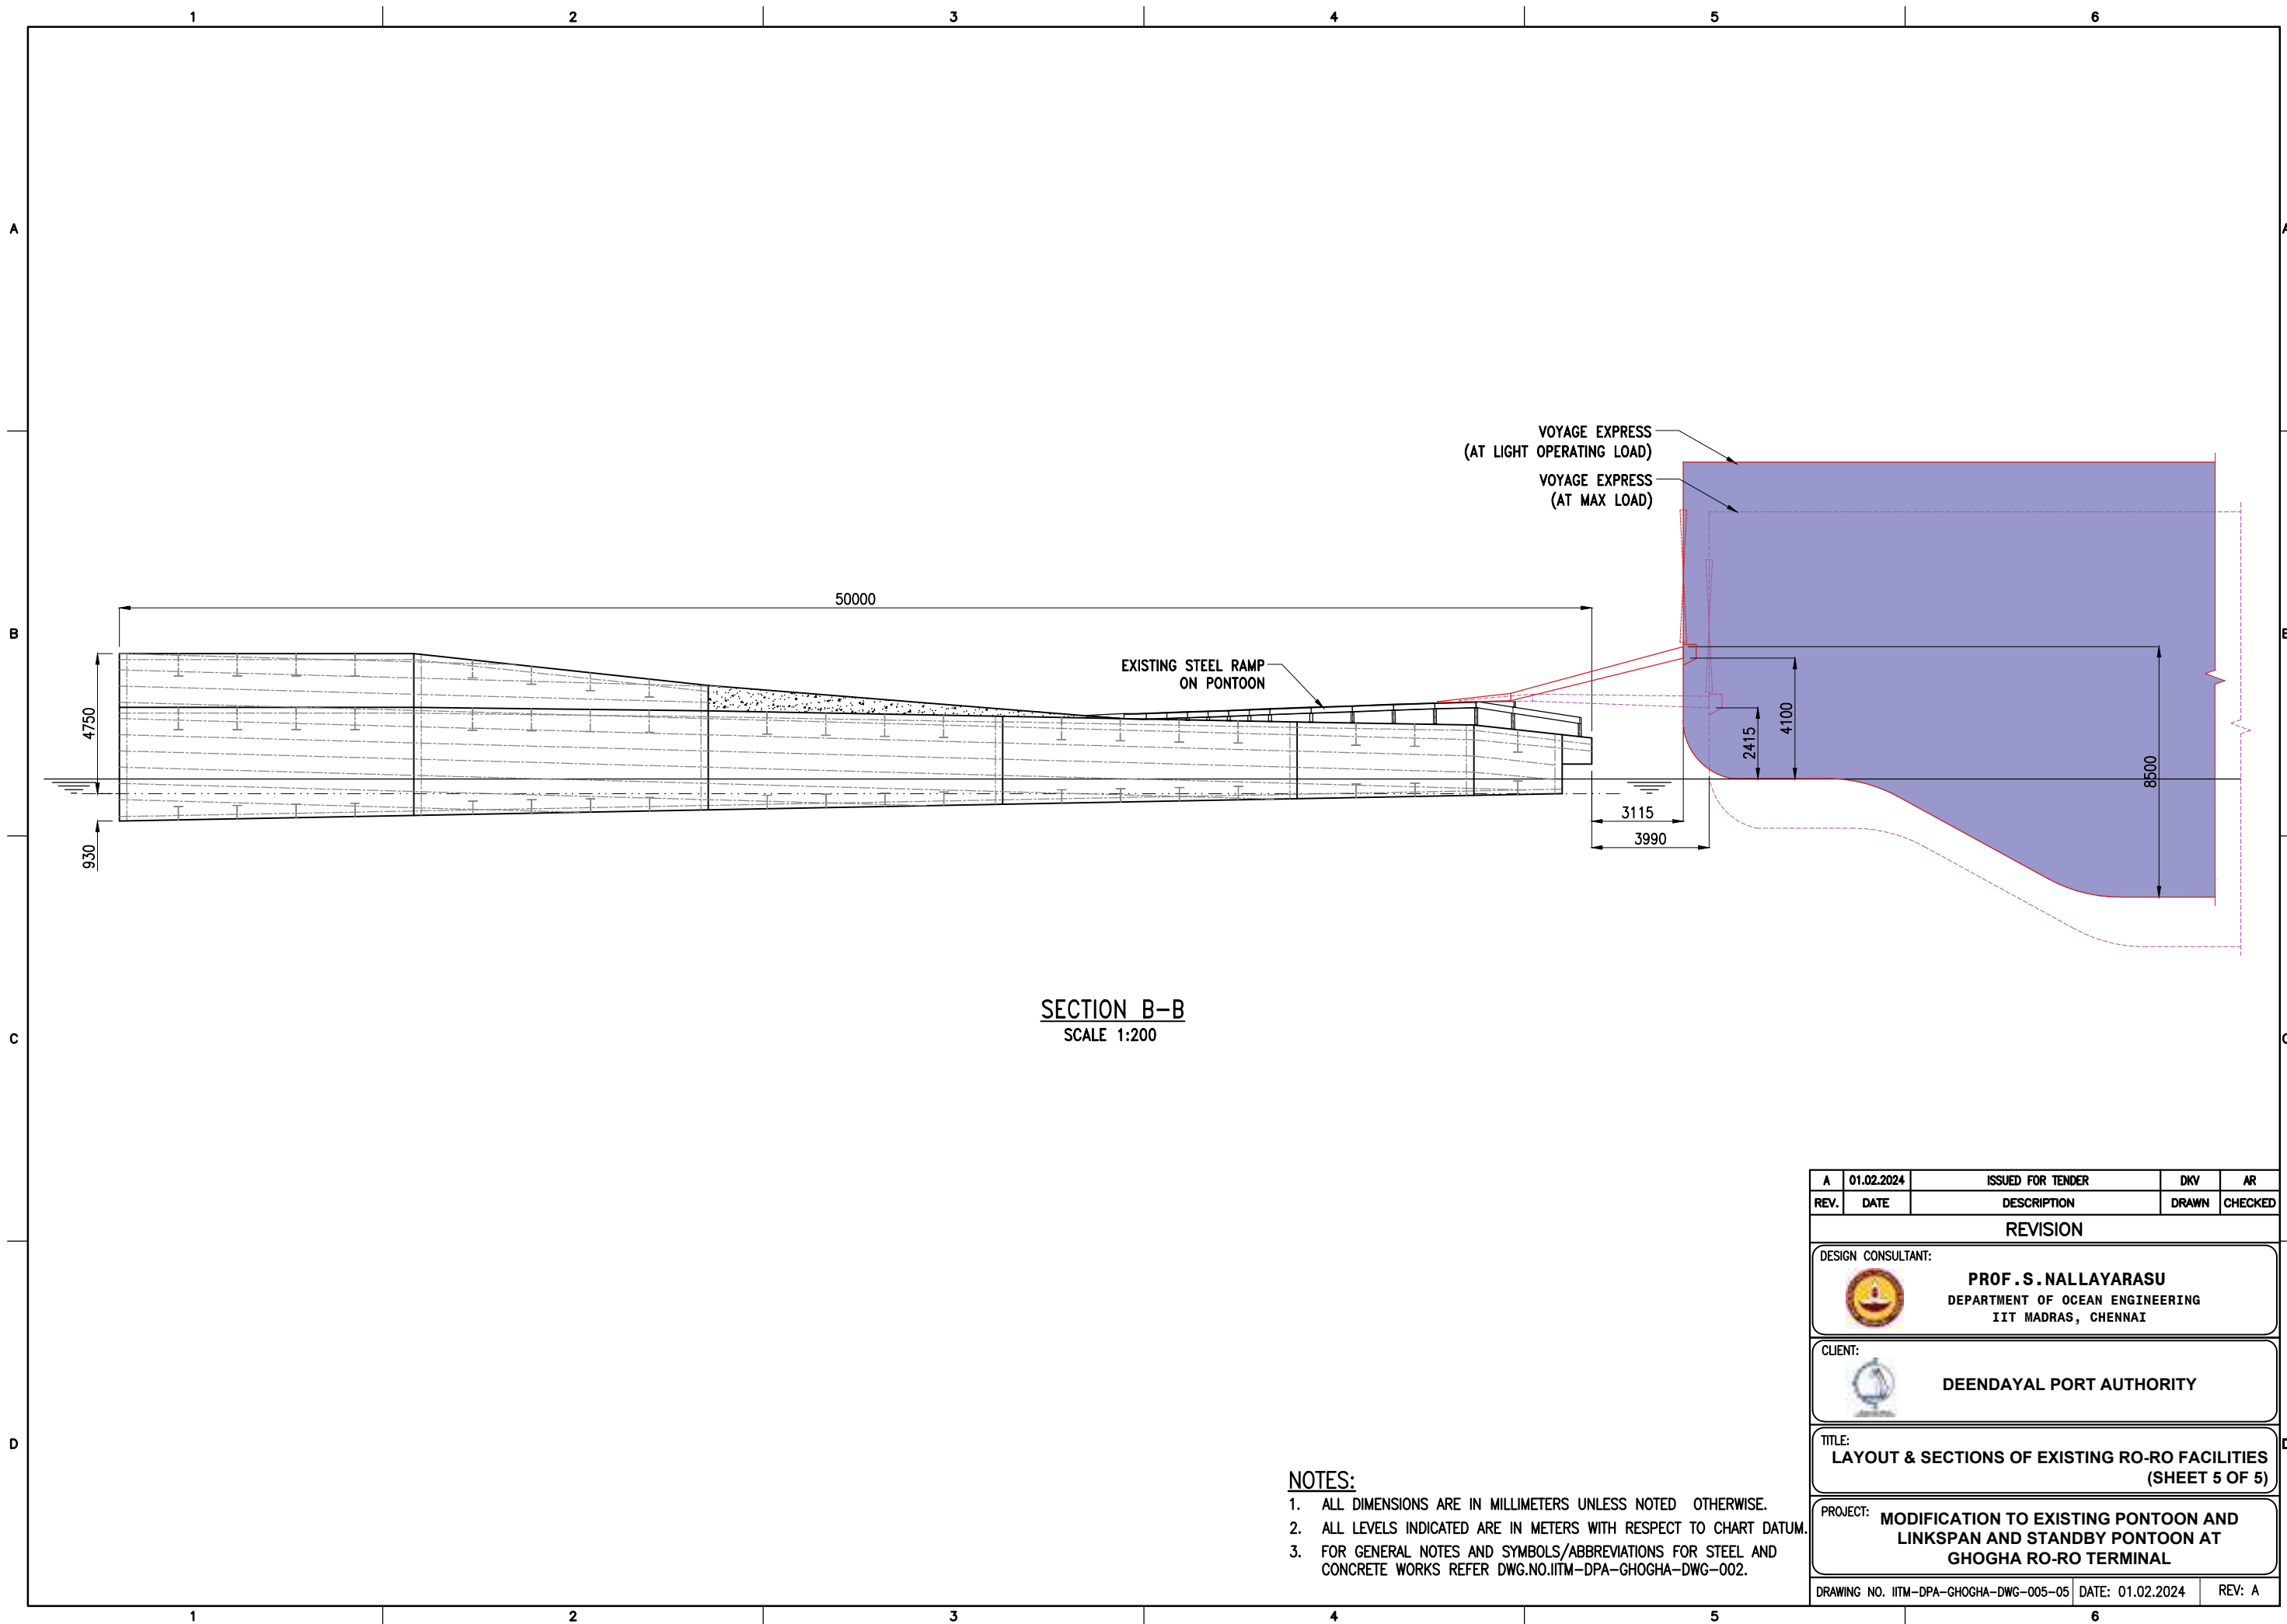 1 2 3 4 5 6
A A
VOYAGE EXPRESS
(AT LIGHT OPERATING LOAD)
VOYAGE EXPRESS
(AT MAX LOAD)
50000
B
EXISTING STEEL RAMP
ON PONTOON
4750
930
2415
4100
8500
3115
3990
SECTION B-B
SCALE 1:200
C
A 01.02.2024 ISSUED FOR TENDER DKV AR
REV. DATE DESCRIPTION DRAWN CHECKED
REVISION
DESIGN CONSULTANT:
PROF.S.NALLAYARASU
DEPARTMENT OF OCEAN ENGINEERING
IIT MADRAS, CHENNAI
CLIENT:
DEENDAYAL PORT AUTHORITY
D
TITLE:
LAYOUT & SECTIONS OF EXISTING RO-RO FACILITIES
(SHEET 5 OF 5)
PROJECT: MODIFICATION TO EXISTING PONTOON AND
LINKSPAN AND STANDBY PONTOON AT
GHOGHA RO-RO TERMINAL
DRAWING NO. IITM-DPA-GHOGHA-DWG-005-05 DATE: 01.02.2024 REV: A
NOTES:
1. ALL DIMENSIONS ARE IN MILLIMETERS UNLESS NOTED OTHERWISE.
2. ALL LEVELS INDICATED ARE IN METERS WITH RESPECT TO CHART DATUM.
3. FOR GENERAL NOTES AND SYMBOLS/ABBREVIATIONS FOR STEEL AND
CONCRETE WORKS REFER DWG.NO.IITM-DPA-GHOGHA-DWG-002.
1 2 3 4 5 6